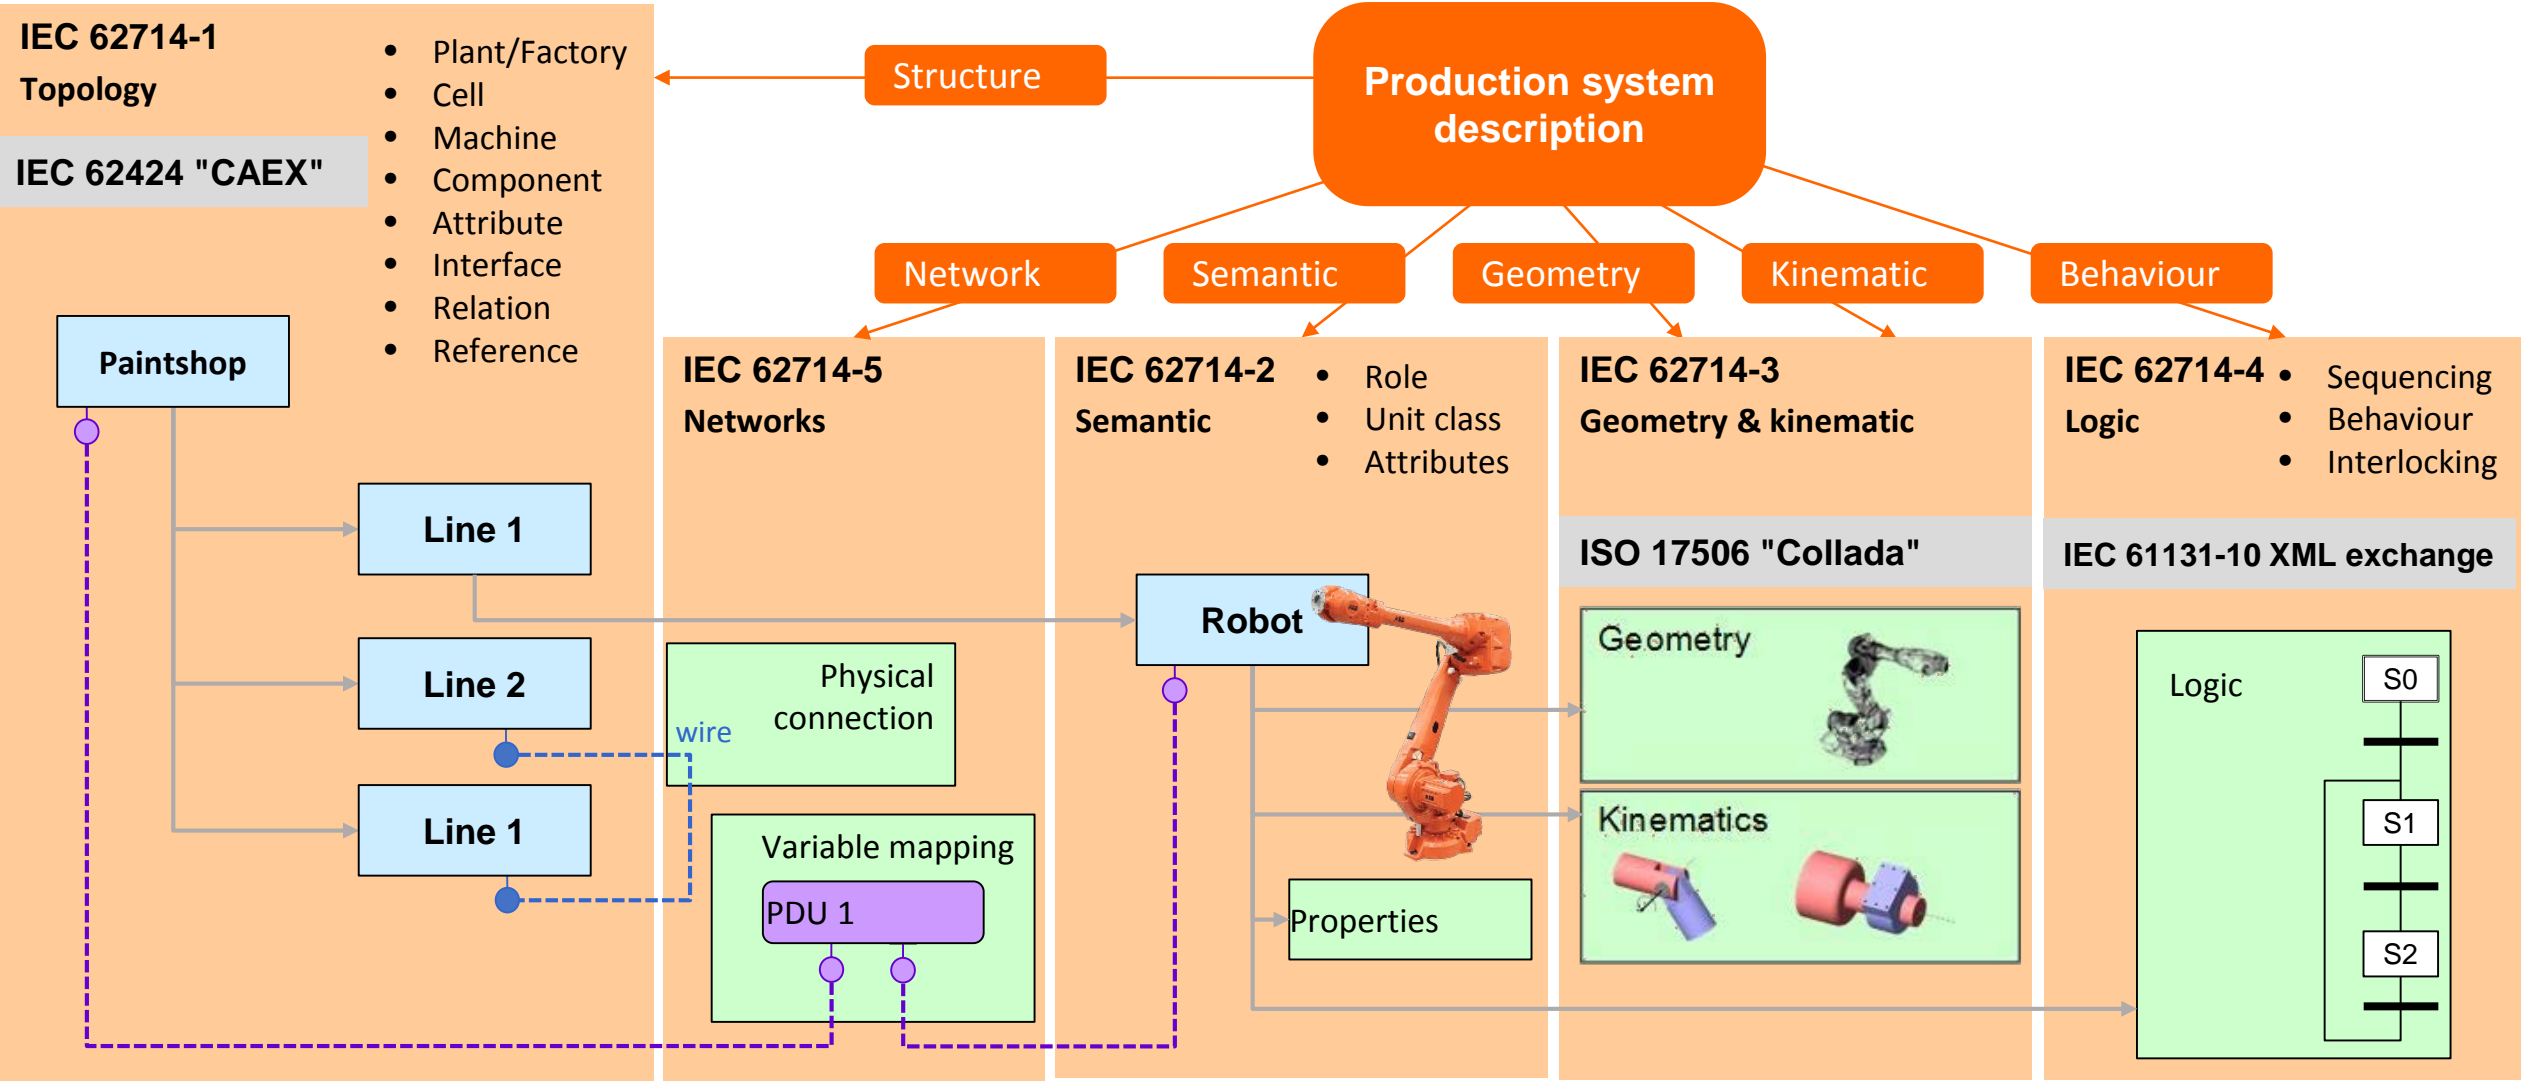 IEC 62714-1
Topology
IEC 62424 "CAEX"
• Plant/Factory
• Cell
• Machine
• Component
• Attribute
• Interface
• Relation
• Reference
Structure
Production system
description
Network
Semantic
Geometry
Kinematic
Behaviour
Paintshop
Line 1
Line 2
Line 1
IEC 62714-5
Networks
Physical
connection
wire
Variable mapping
PDU 1
IEC 62714-2
Semantic
• Role
• Unit class
• Attributes
Robot
Properties
IEC 62714-3
Geometry & kinematic
ISO 17506 "Collada"
Geometry
Kinematics
IEC 62714-4
Logic
• Sequencing
• Behaviour
• Interlocking
IEC 61131-10 XML exchange
Logic
S0
S1
S2